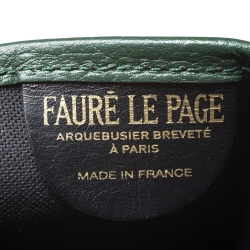 FAURÉ LE PAGE
ARQUEBUSIER BREVETÉ
À PARIS
MADE IN FRANCE